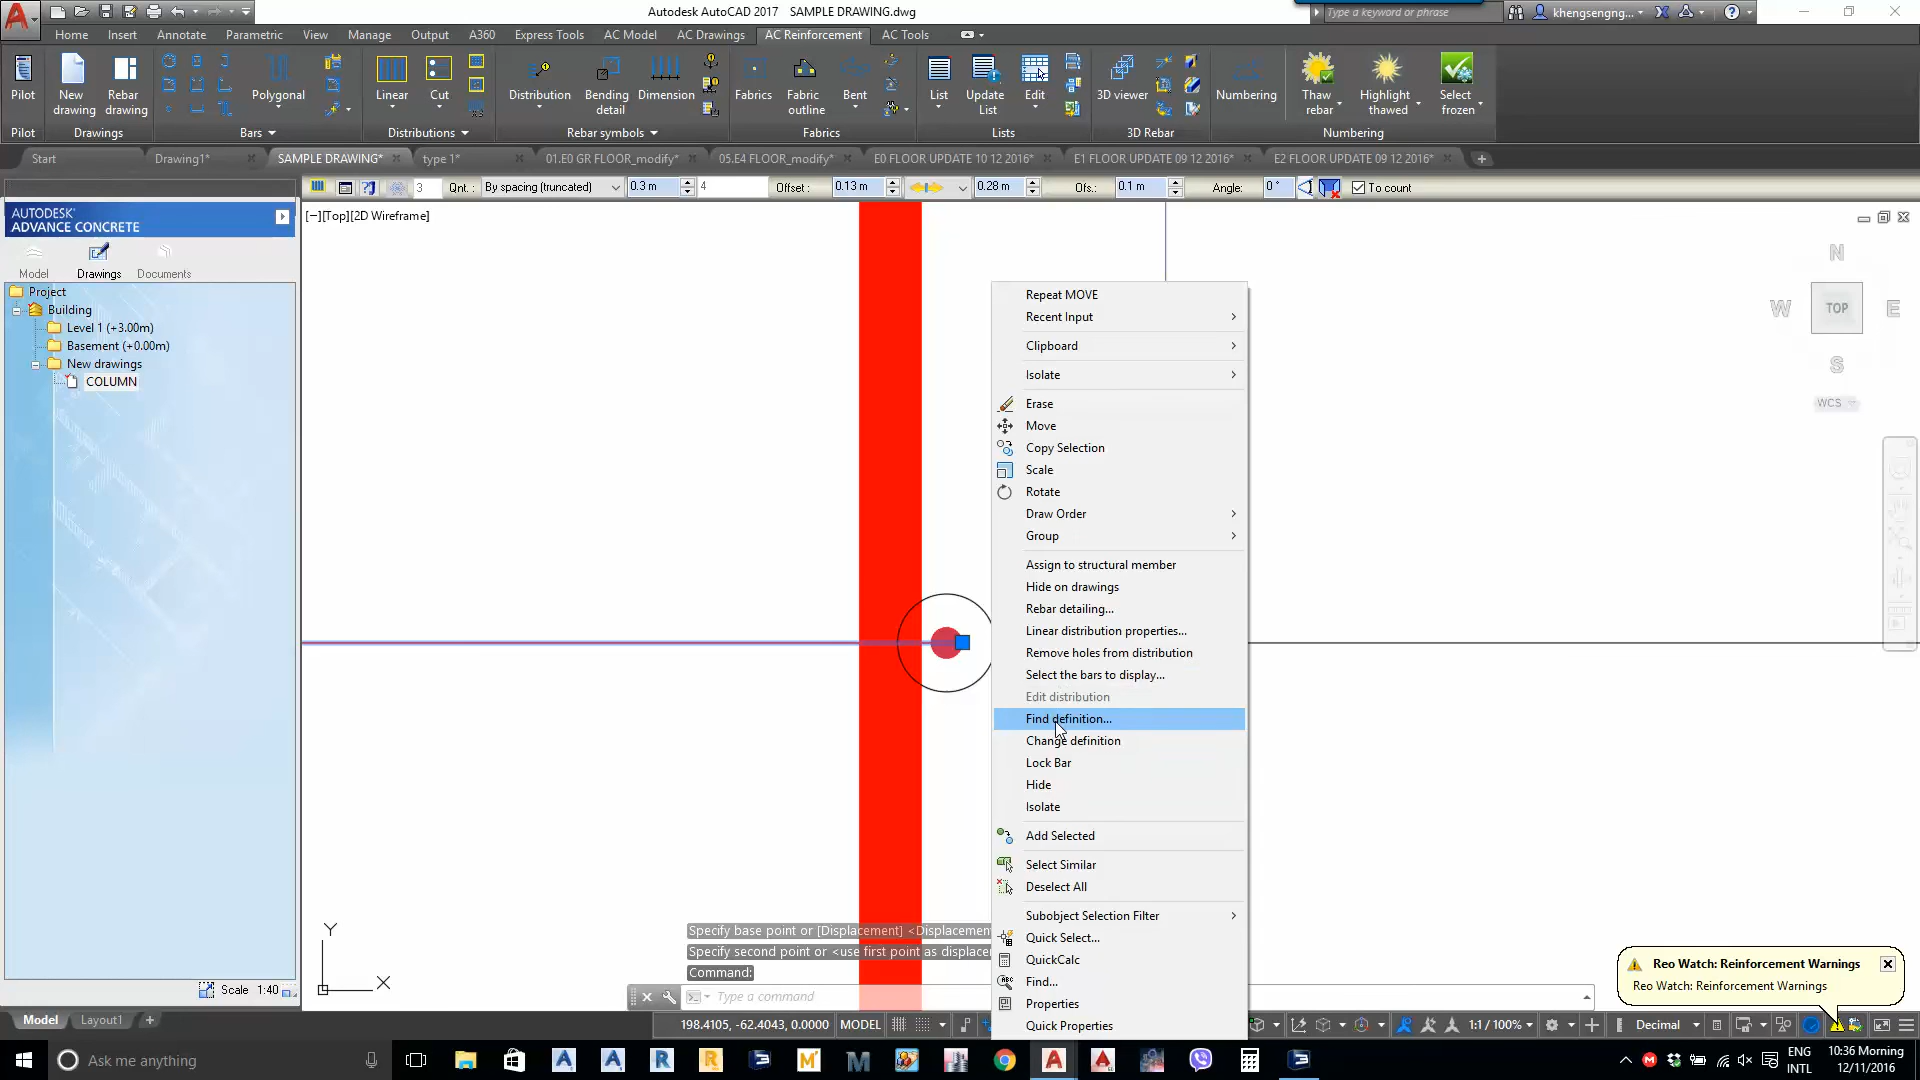 Autodesk AutoCAD 2017 SAMPLE DRAWING.dwg
Type a keyword or phrase
khengsengng...
Home Insert Annotate Parametric View Manage Output A360 Express Tools AC Model AC Drawings AC Reinforcement AC Tools
Pilot New drawing Rebar drawing Polygonal Linear Cut Distribution Bending detail Dimension Fabrics Fabric outline Bent List Update List Edit 3D viewer Numbering Thaw rebar Highlight thawed Select frozen
Pilot Drawings Bars Distributions Rebar symbols Fabrics Lists 3D Rebar Numbering
Start Drawing1* SAMPLE DRAWING* type 1* 01.E0 GR FLOOR_modify* 05.E4 FLOOR_modify* E0 FLOOR UPDATE 10 12 2016* E1 FLOOR UPDATE 09 12 2016* E2 FLOOR UPDATE 09 12 2016*
3 Qnt. : By spacing (truncated) 0.3 m 4 Offset : 0.13 m 0.28 m Ofs.: 0.1 m Angle: 0 ° To count
AUTODESK®
ADVANCE CONCRETE
Model Drawings Documents
Project
Building
Level 1 (+3.00m)
Basement (+0.00m)
New drawings
COLUMN
Scale 1:40
[−][Top][2D Wireframe]
N
W TOP E
S
WCS
Repeat MOVE
Recent Input
Clipboard
Isolate
Erase
Move
Copy Selection
Scale
Rotate
Draw Order
Group
Assign to structural member
Hide on drawings
Rebar detailing...
Linear distribution properties...
Remove holes from distribution
Select the bars to display...
Edit distribution
Find definition...
Change definition
Lock Bar
Hide
Isolate
Add Selected
Select Similar
Deselect All
Subobject Selection Filter
Quick Select...
QuickCalc
Find...
Properties
Quick Properties
Y
X
Specify base point or [Displacement] <Displacemen
Specify second point or <use first point as displace
Command:
Type a command
Reo Watch: Reinforcement Warnings
Reo Watch: Reinforcement Warnings
Model Layout1
198.4105, -62.4043, 0.0000 MODEL 1:1 / 100% Decimal
Ask me anything
ENG
INTL
10:36 Morning
12/11/2016